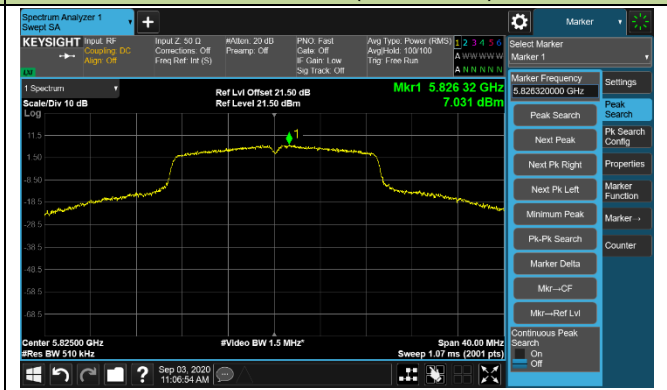 Spectrum Analyzer 1
Swept SA
+
Marker
KEYSIGHT
Input: RF
Coupling: DC
Align: Off
Input Z: 50 Ω
Corrections: Off
Freq Ref: Int (S)
#Atten: 20 dB
Preamp: Off
PNO: Fast
Gate: Off
IF Gain: Low
Sig Track: Off
Avg Type: Power (RMS)
Avg|Hold: 100/100
Trig: Free Run
1 2 3 4 5 6
A W W W W W
A N N N N N
LXI
Select Marker
Marker 1
1 Spectrum
Scale/Div 10 dB
Log
Ref Lvl Offset 21.50 dB
Ref Level 21.50 dBm
Mkr1 5.826 32 GHz
7.031 dBm
11.5
1.50
-8.50
-18.5
-28.5
-38.5
-48.5
-58.5
-68.5
1
Center 5.82500 GHz
#Res BW 510 kHz
#Video BW 1.5 MHz*
Span 40.00 MHz
Sweep 1.07 ms (2001 pts)
Marker Frequency
5.826320000 GHz
Peak Search
Next Peak
Next Pk Right
Next Pk Left
Minimum Peak
Pk-Pk Search
Marker Delta
Mkr→CF
Mkr→Ref Lvl
Continuous Peak
Search
On
Off
Settings
Peak
Search
Pk Search
Config
Properties
Marker
Function
Marker→
Counter
?
Sep 03, 2020
11:06:54 AM